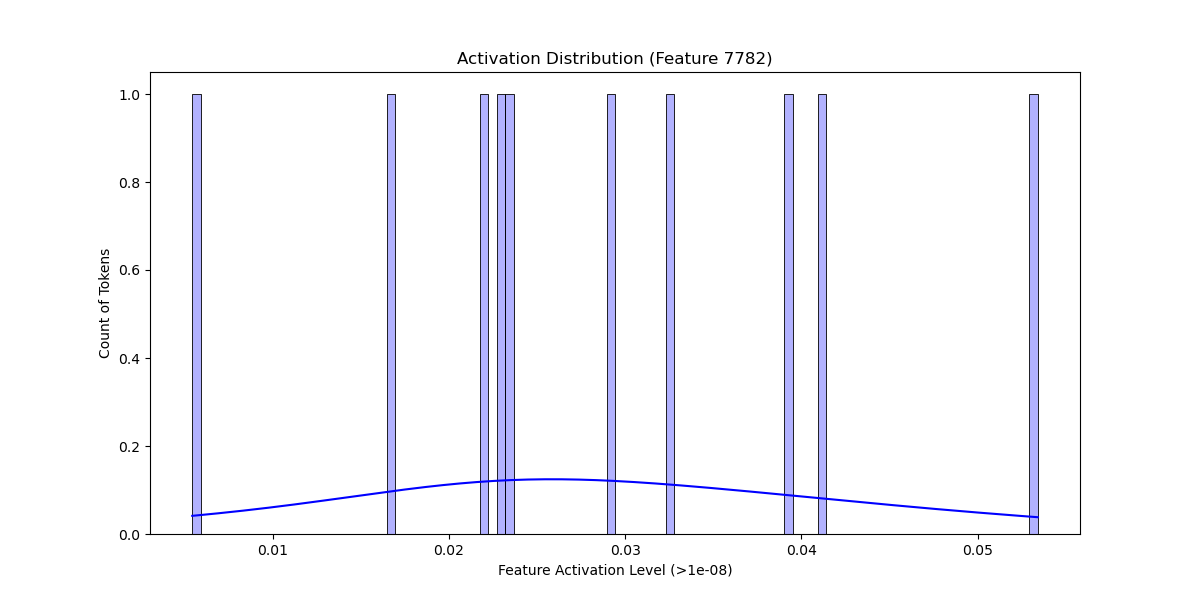 Activation Distribution (Feature 7782)
1.0
0.8
0.6
0.4
0.2
0.0
Count of Tokens
0.01 0.02 0.03 0.04 0.05
Feature Activation Level (>1e-08)